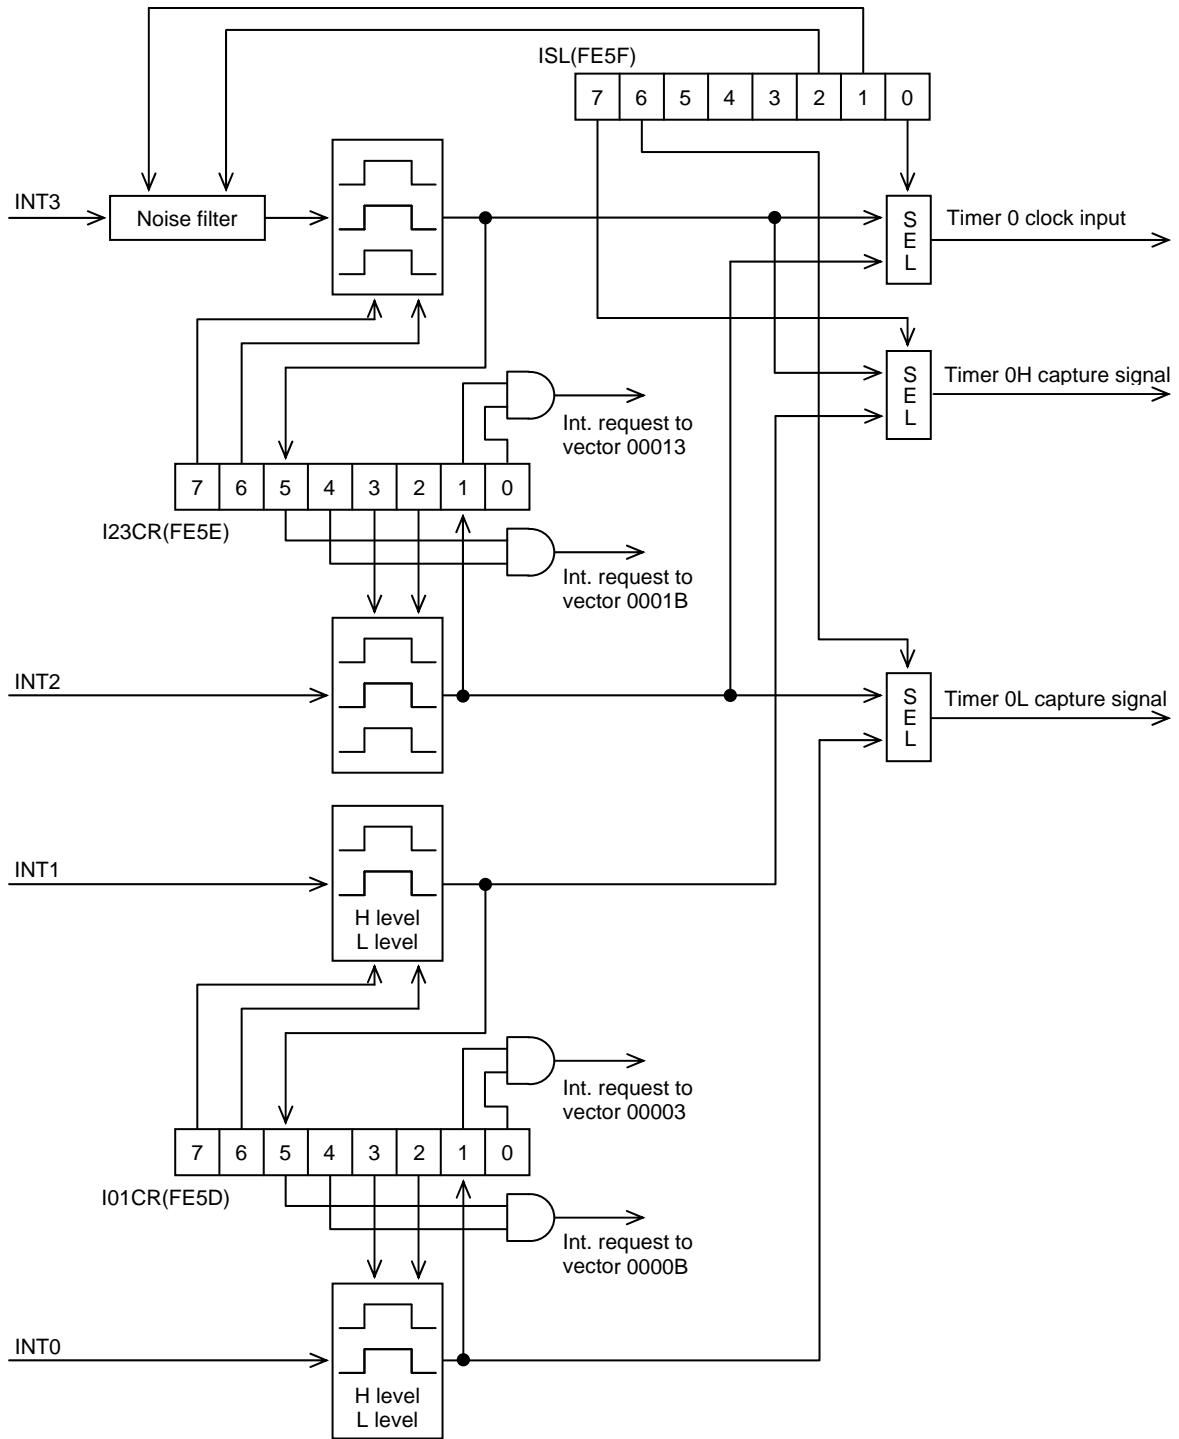 ISL(FE5F)
7 6 5 4 3 2 1 0
INT3
Noise filter
S
E
L
Timer 0 clock input
S
E
L
Timer 0H capture signal
Int. request to
vector 00013
7 6 5 4 3 2 1 0
I23CR(FE5E)
Int. request to
vector 0001B
INT2
S
E
L
Timer 0L capture signal
INT1
H level
L level
Int. request to
vector 00003
7 6 5 4 3 2 1 0
I01CR(FE5D)
Int. request to
vector 0000B
INT0
H level
L level